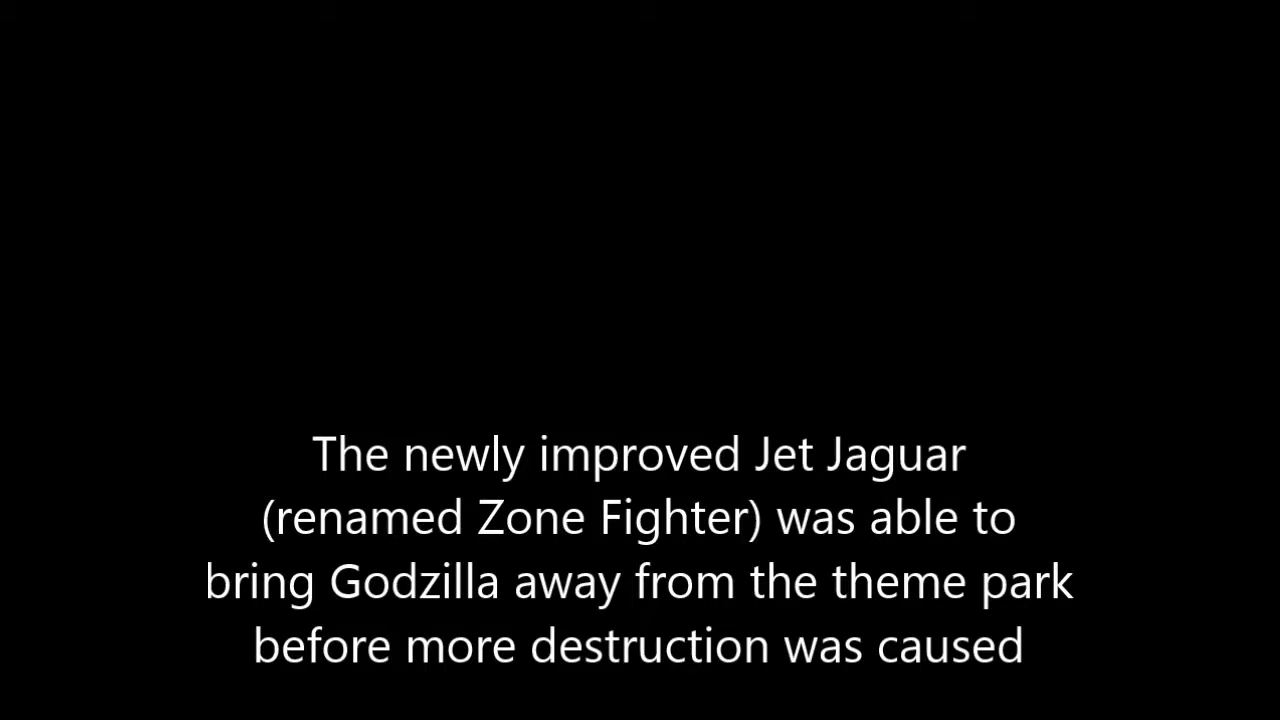 The newly improved Jet Jaguar
(renamed Zone Fighter) was able to
bring Godzilla away from the theme park
before more destruction was caused